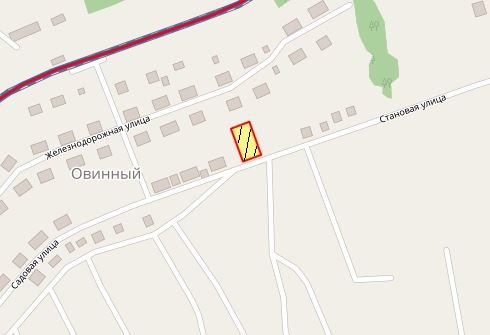 Становая улица
Железнодорожная улица
Овинный
Садовая улица